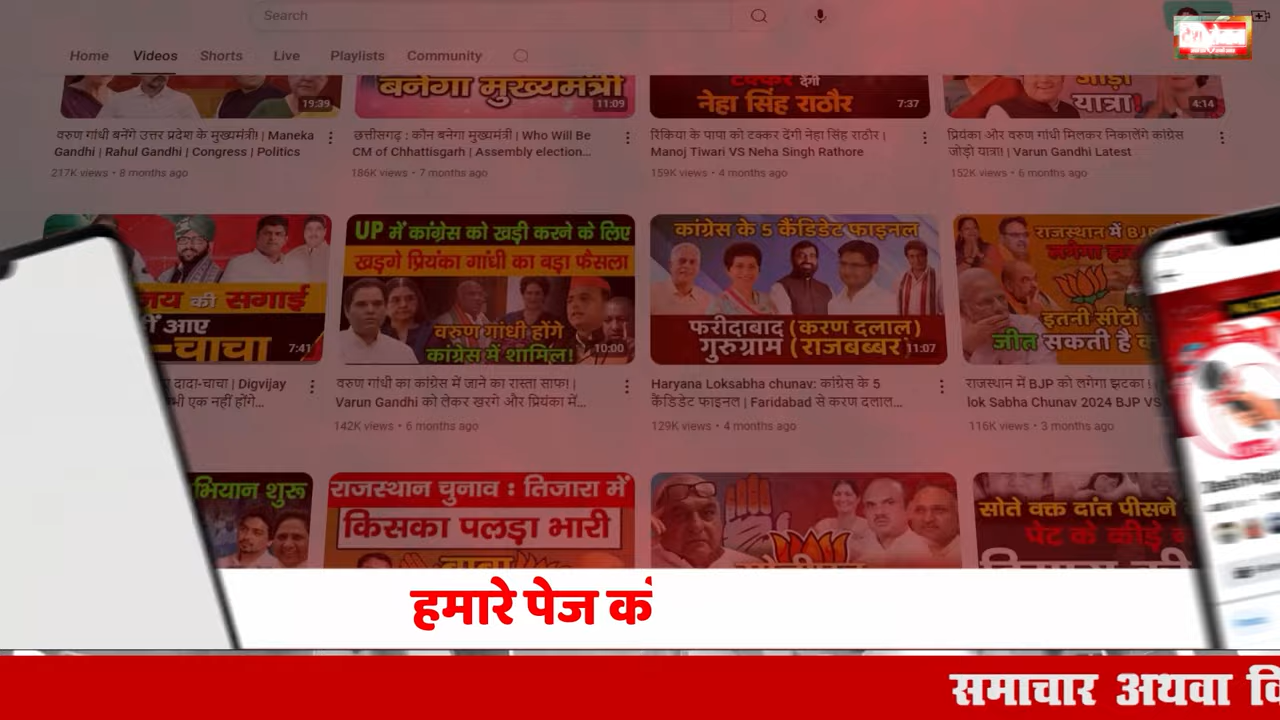 Search
Home Videos Shorts Live Playlists Community
बनेगा मुख्यमंत्री
टक्कर देंगी
नेहा सिंह राठौर
जोड़ो
यात्रा!
19:39
11:09
7:37
4:14
वरुण गांधी बनेंगे उत्तर प्रदेश के मुख्यमंत्री! | Maneka
Gandhi | Rahul Gandhi | Congress | Politics
217K views • 8 months ago
छत्तीसगढ़ : कौन बनेगा मुख्यमंत्री | Who Will Be
CM of Chhattisgarh | Assembly election...
186K views • 7 months ago
रिंकिया के पापा को टक्कर देंगी नेहा सिंह राठौर |
Manoj Tiwari VS Neha Singh Rathore
159K views • 4 months ago
प्रियंका और वरुण गांधी मिलकर निकालेंगे कांग्रेस
जोड़ो यात्रा! | Varun Gandhi Latest
152K views • 6 months ago
की सगाई
आए
-चाचा
7:41
UP में कांग्रेस को खड़ी करने के लिए
खड़गे प्रियंका गांधी का बड़ा फैसला
वरुण गांधी होंगे
कांग्रेस में शामिल!
10:00
कांग्रेस के 5 कैंडिडेट फाइनल
फरीदाबाद (करण दलाल)
गुरुग्राम (राजबब्बर
11:07
राजस्थान में BJP
इतनी सीटों
जीत सकती है
दादा-चाचा | Digvijay
भी एक नहीं होंगे...
वरुण गांधी का कांग्रेस में जाने का रास्ता साफ! |
Varun Gandhi को लेकर खरगे और प्रियंका में...
142K views • 6 months ago
Haryana Loksabha chunav: कांग्रेस के 5
कैंडिडेट फाइनल | Faridabad से करण दलाल...
129K views • 4 months ago
राजस्थान में BJP को लगेगा झटका !
lok Sabha Chunav 2024 BJP VS
116K views • 3 months ago
भियान शुरू
राजस्थान चुनाव : तिजारा में
किसका पलड़ा भारी
बाबा
सोते वक्त दांत पीसने
पेट के कीड़े
हमारे पेज क
समाचार अथवा वि